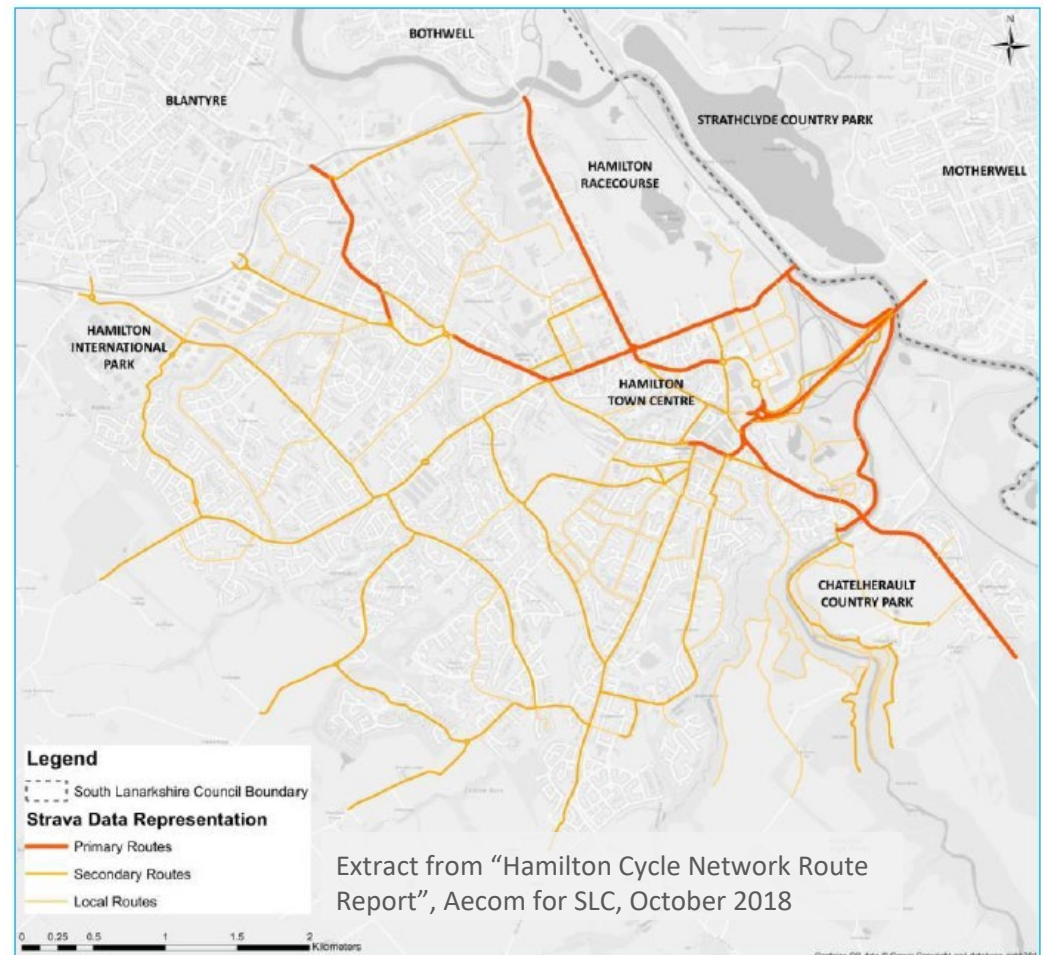 BOTHWELL
N
BLANTYRE
STRATHCLYDE COUNTRY PARK
HAMILTON
RACECOURSE
MOTHERWELL
HAMILTON
INTERNATIONAL
PARK
HAMILTON
TOWN CENTRE
CHATELHERAULT
COUNTRY PARK
Legend
South Lanarkshire Council Boundary
Strava Data Representation
Primary Routes
Secondary Routes
Local Routes
Extract from “Hamilton Cycle Network Route
Report”, Aecom for SLC, October 2018
0 0.25 0.5 1 1.5 2
Kilometers